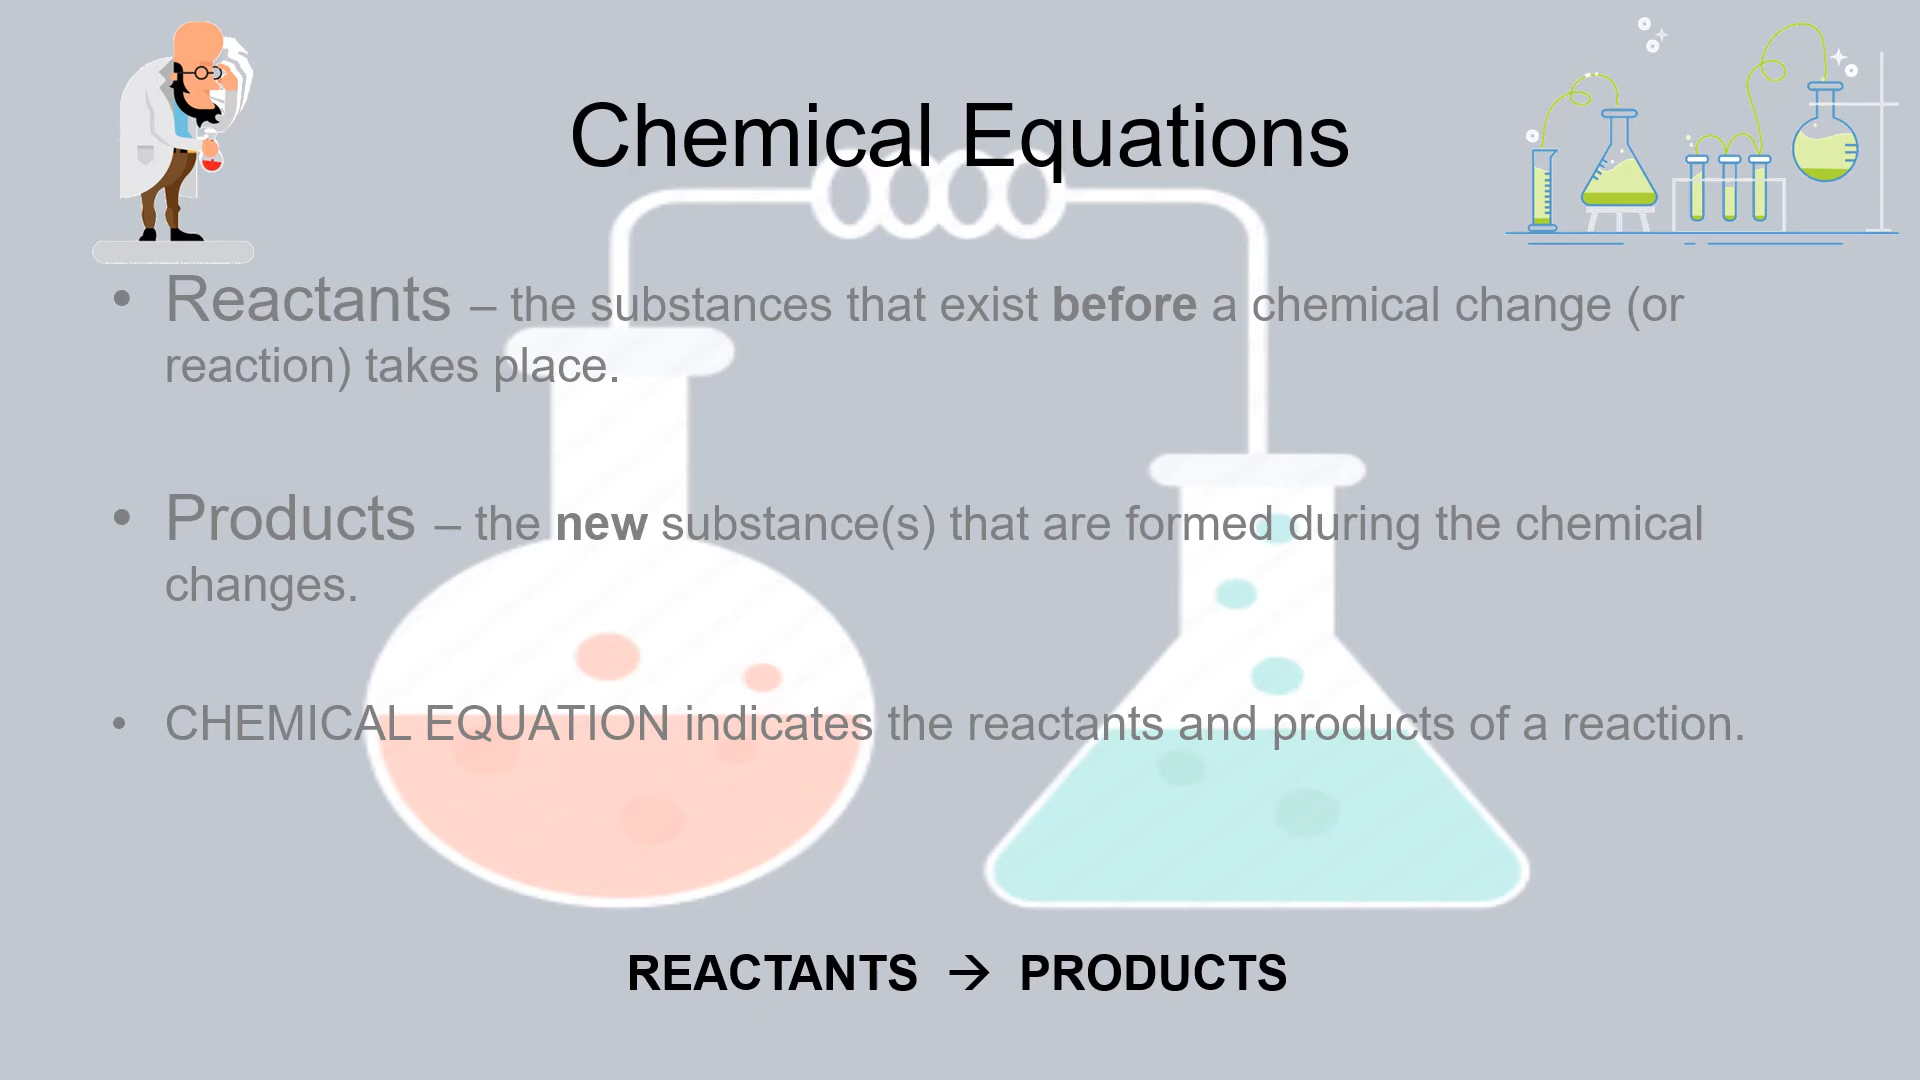 Chemical Equations
• Reactants – the substances that exist before a chemical change (or
reaction) takes place.
• Products – the new substance(s) that are formed during the chemical
changes.
• CHEMICAL EQUATION indicates the reactants and products of a reaction.
REACTANTS → PRODUCTS